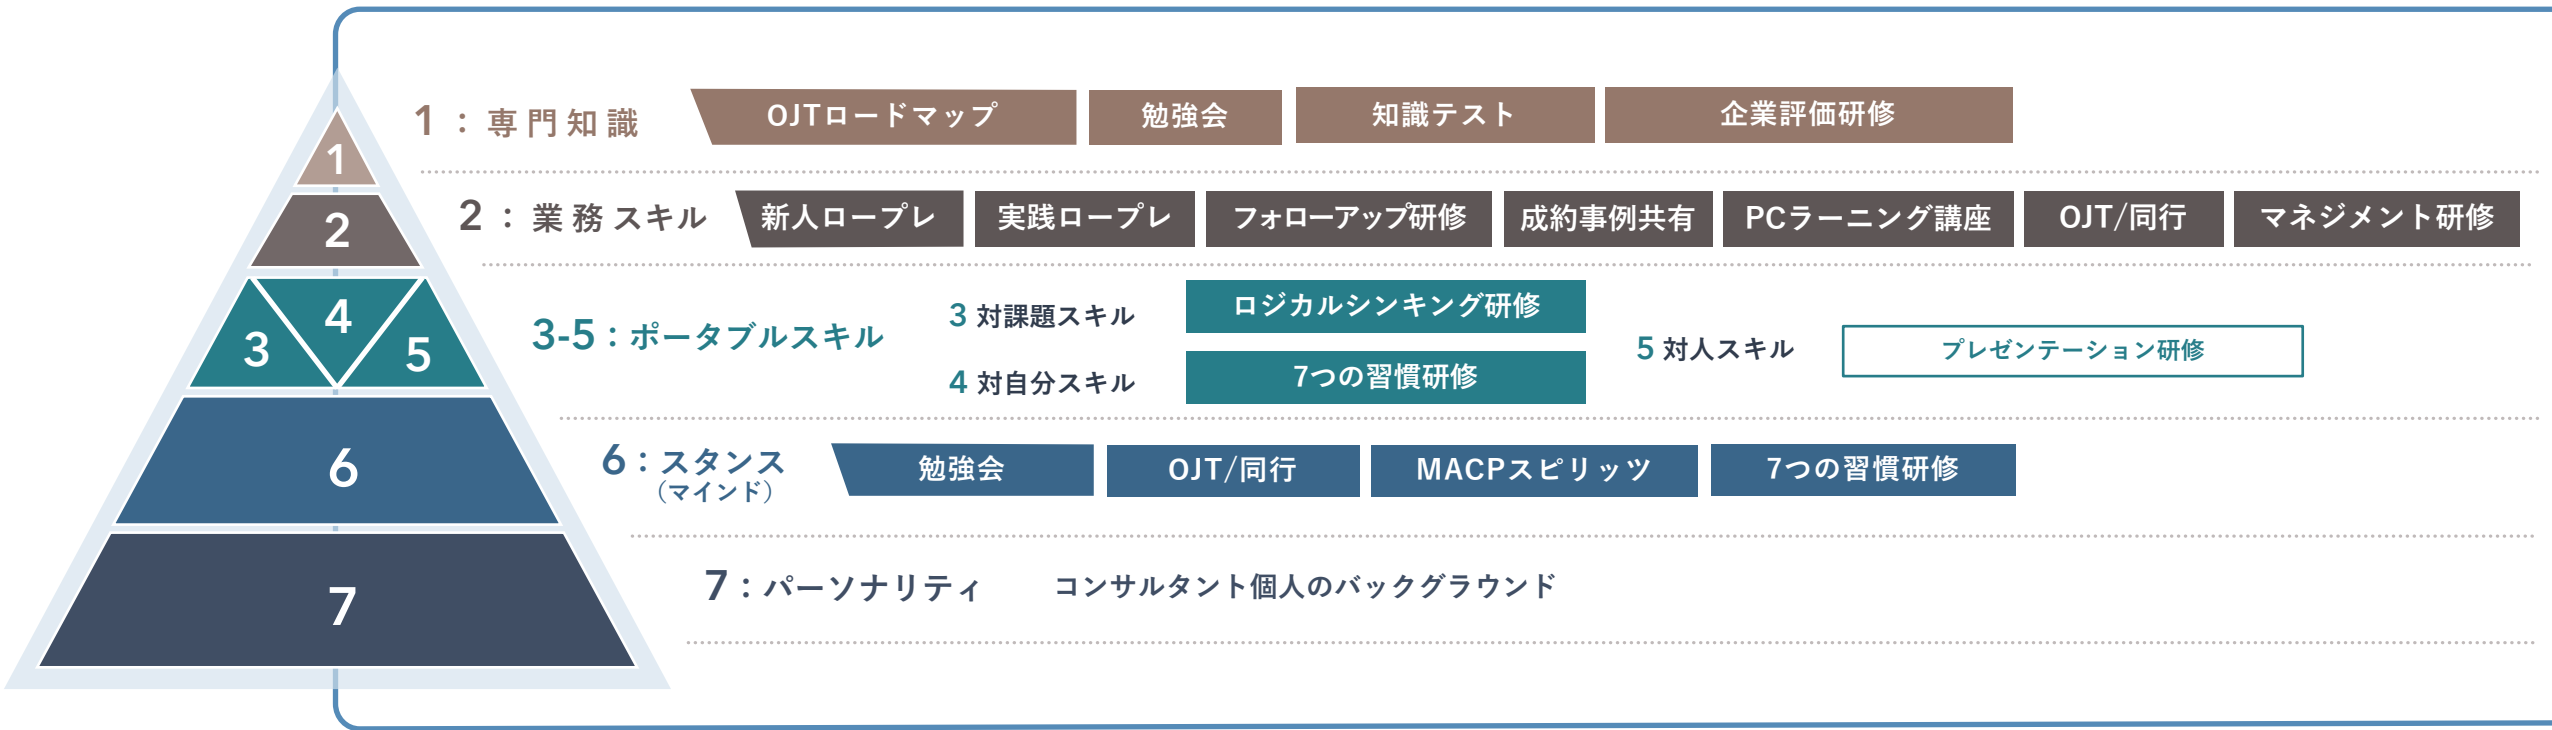 1
2
3
4
5
6
7
1 : 専門知識
OJTロードマップ
勉強会
知識テスト
企業評価研修
2 : 業務スキル
新人ロープレ
実践ロープレ
フォローアップ研修
成約事例共有
PCラーニング講座
OJT/同行
マネジメント研修
3-5:ポータブルスキル
3 対課題スキル
ロジカルシンキング研修
4 対自分スキル
7つの習慣研修
5 対人スキル
プレゼンテーション研修
6:スタンス
(マインド)
勉強会
OJT/同行
MACPスピリッツ
7つの習慣研修
7:パーソナリティ
コンサルタント個人のバックグラウンド